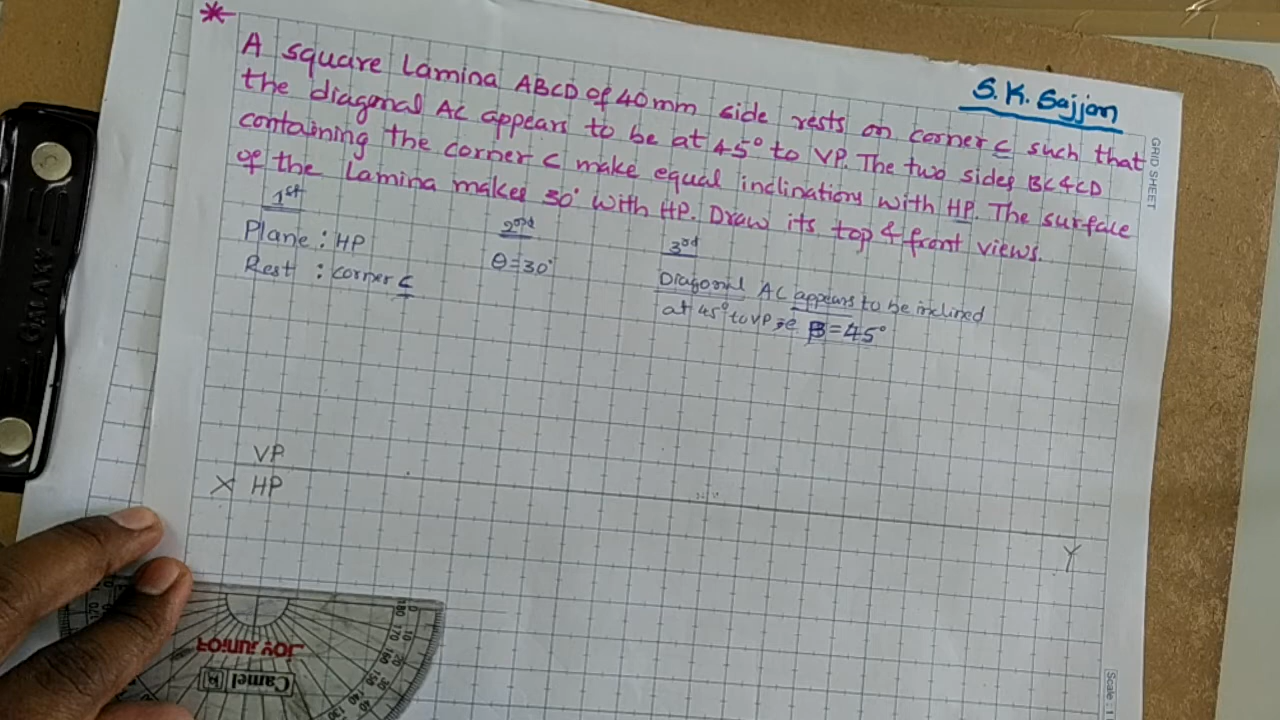 *
A square Lamina ABCD of 40mm side rests on corner C such that
the diagonal AC appears to be at 45° to VP. The two sides BC & CD
containing the corner C make equal inclinations with HP. The surface
of the Lamina makes 30° with HP. Draw its top & front views.
S.K. Sajjan
1st
Plane : HP
Rest : corner C
2nd
θ=30°
3rd
Diagonal AC appears to be inclined
at 45° to VP ie β=45°
VP
X HP
Y
GRID SHEET
GALAXY
JOY JUNIOR
Camel